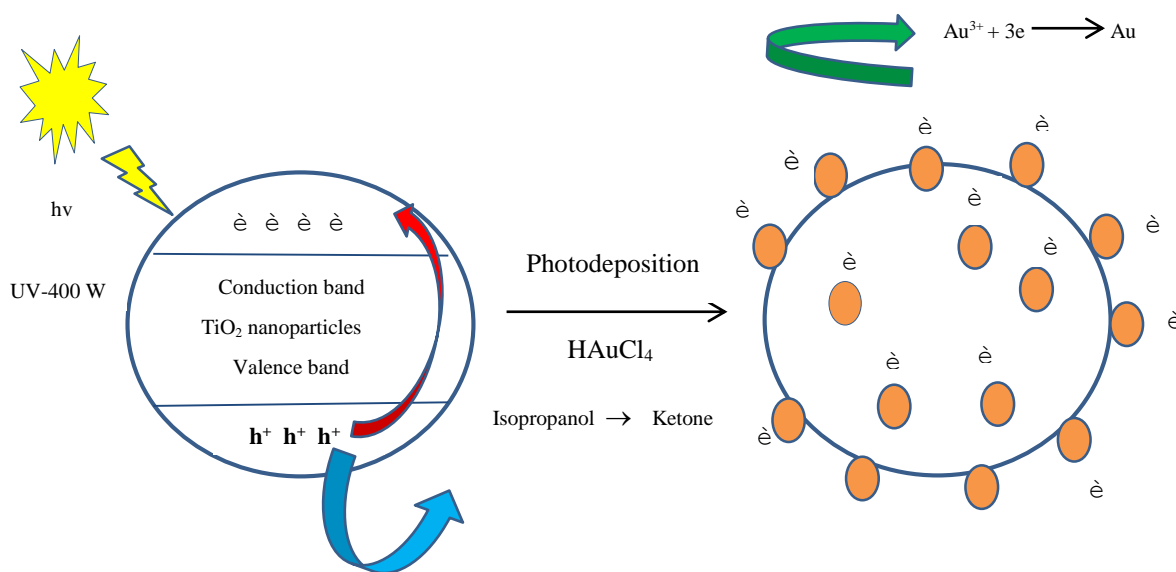 Au³⁺ + 3e → Au
è è è
è è è è
hv
UV-400 W
Conduction band
TiO₂ nanoparticles
Valence band
h⁺ h⁺ h⁺
Photodeposition
HAuCl₄
Isopropanol → Ketone
è
è
è
è
è
è
è
è
è
è